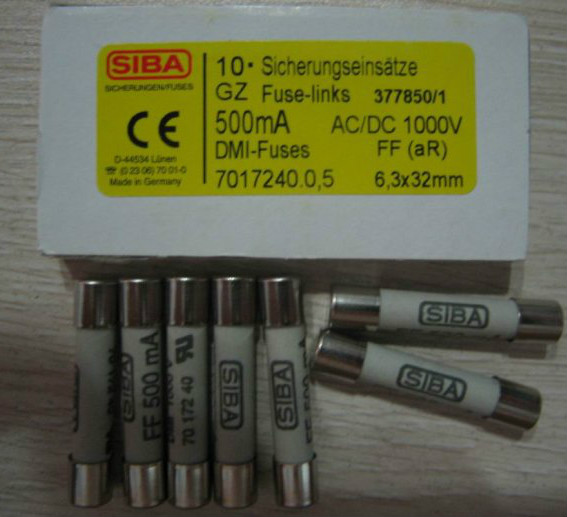 SIBA
SICHERUNGEN/FUSES
CE
D-44534 Lünen
☎ (0 23-06) 70 01-0
Made in Germany
10· Sicherungseinsätze
GZ Fuse-links 377850/1
500mA AC/DC 1000V
DMI-Fuses FF (aR)
7017240.0,5 6,3x32mm
FF 500 mA
70 172 40
SIBA
SIBA
SIBA
SIBA